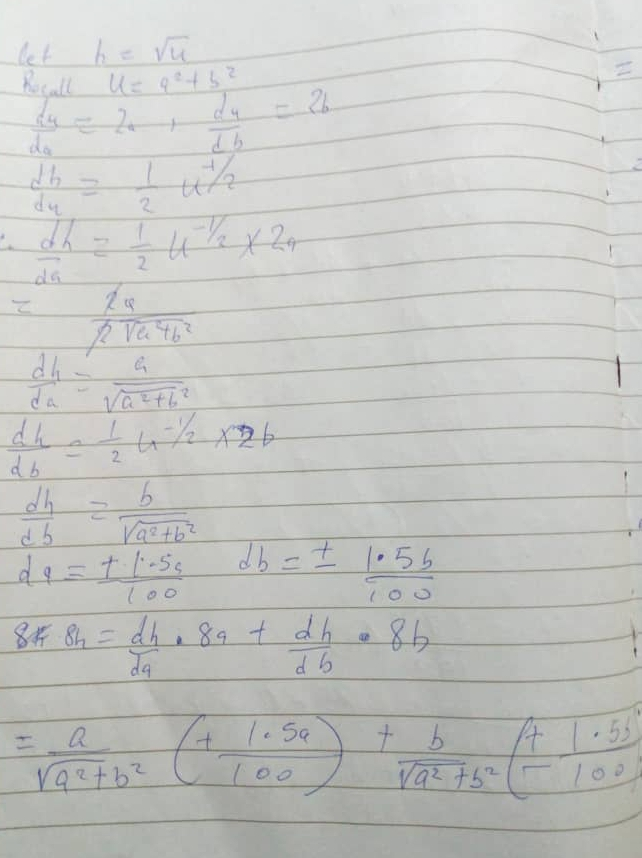 let h = √u
Recall U = a²+b²
du/da = 2a , du/db = 2b
dh/du = 1/2 u^-1/2
∴ dh/da = 1/2 u^-1/2 × 2a
= 2a/2√a²+b²
dh/da = a/√a²+b²
dh/db = 1/2 u^-1/2 × 2b
dh/db = b/√a²+b²
da = + 1.5a/100 db = ± 1.5b/100
8h = dh/da . 8a + dh/db . 8b
= a/√a²+b² (+ 1.5a/100) + b/√a²+b² (± 1.5b/100)